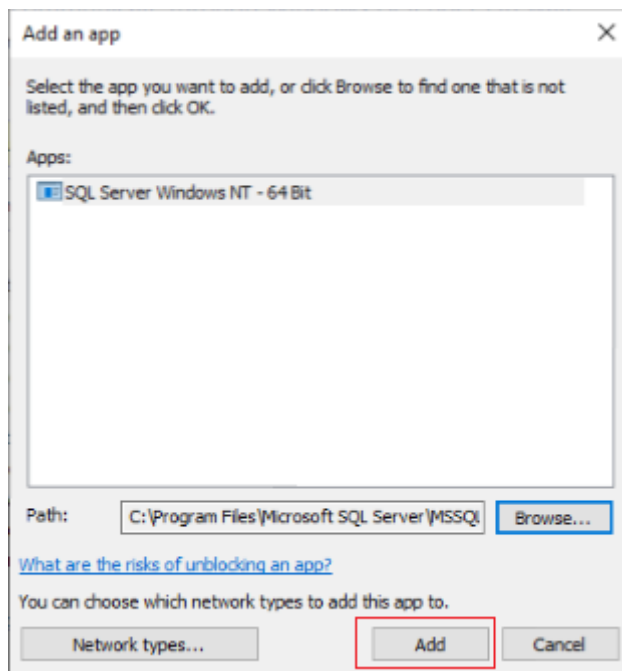 Add an app
Select the app you want to add, or click Browse to find one that is not
listed, and then click OK.
Apps:
SQL Server Windows NT - 64 Bit
Path:
C:\Program Files\Microsoft SQL Server\MSSQL
Browse...
What are the risks of unblocking an app?
You can choose which network types to add this app to.
Network types...
Add
Cancel